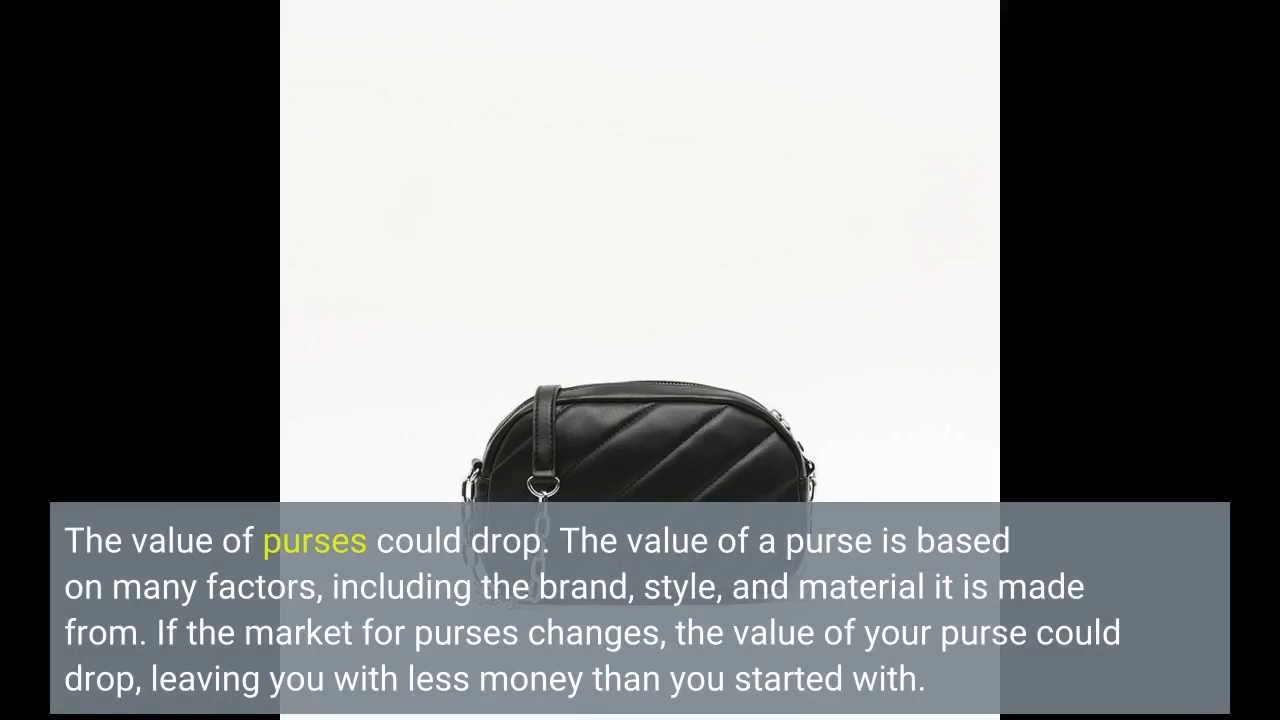 The value of purses could drop. The value of a purse is based
on many factors, including the brand, style, and material it is made
from. If the market for purses changes, the value of your purse could
drop, leaving you with less money than you started with.